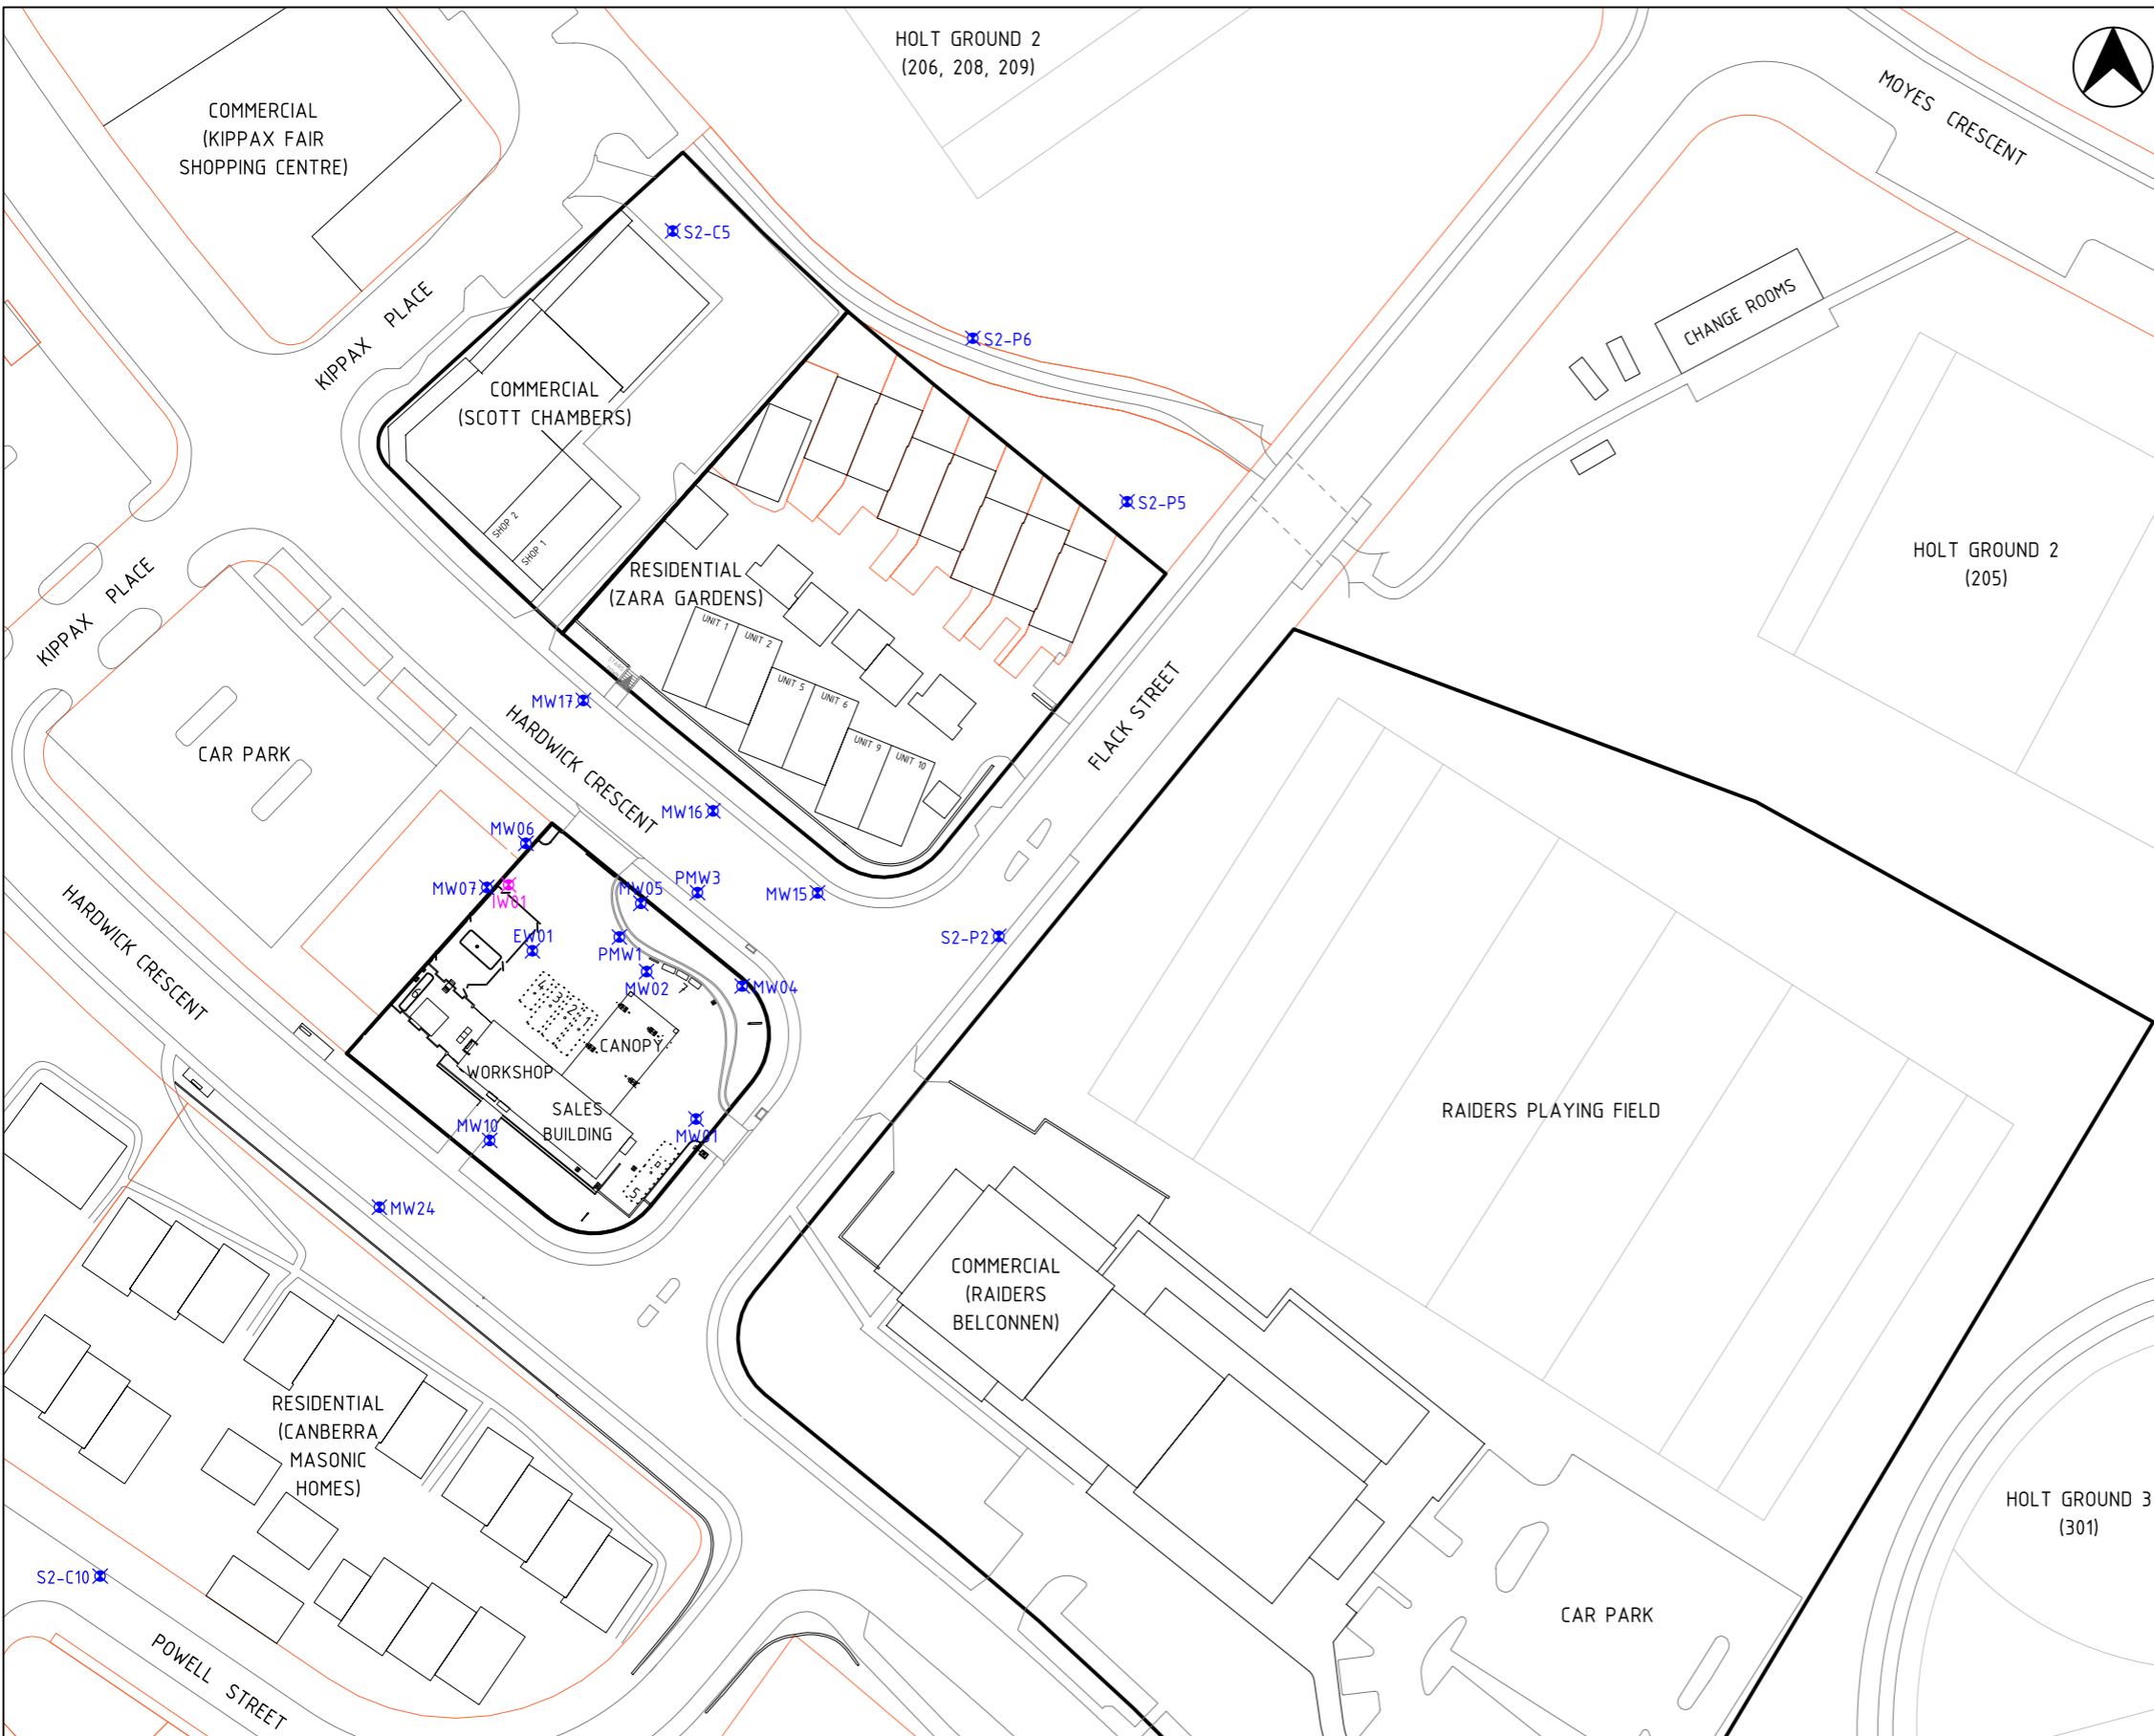 HOLT GROUND 2
(206, 208, 209)
MOYES CRESCENT
COMMERCIAL
(KIPPAX FAIR
SHOPPING CENTRE)
S2-C5
KIPPAX PLACE
S2-P6
CHANGE ROOMS
COMMERCIAL
(SCOTT CHAMBERS)
S2-P5
SHOP 2
SHOP 1
HOLT GROUND 2
(205)
RESIDENTIAL
(ZARA GARDENS)
KIPPAX PLACE
UNIT 1
UNIT 2
UNIT 5
UNIT 6
UNIT 9
UNIT 10
FLACK STREET
MW17
HARDWICK CRESCENT
CAR PARK
MW16
MW06
MW07
IW01
MW05
PMW3
MW15
HARDWICK CRESCENT
EW01
PMW1
S2-P2
MW02
MW04
4
3
2
1
CANOPY
WORKSHOP
SALES
BUILDING
MW10
MW01
5
RAIDERS PLAYING FIELD
MW24
COMMERCIAL
(RAIDERS
BELCONNEN)
RESIDENTIAL
(CANBERRA
MASONIC
HOMES)
HOLT GROUND 3
(301)
S2-C10
CAR PARK
POWELL STREET